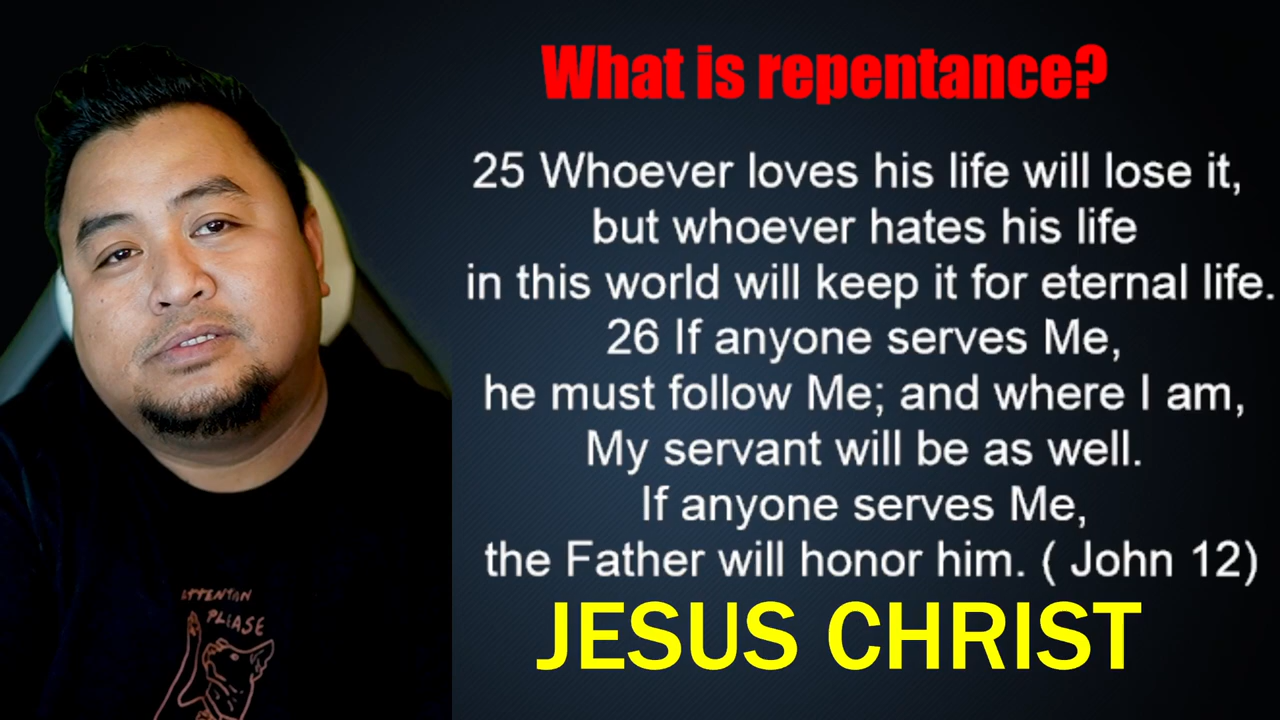 What is repentance?
25 Whoever loves his life will lose it,
but whoever hates his life
in this world will keep it for eternal life.
26 If anyone serves Me,
he must follow Me; and where I am,
My servant will be as well.
If anyone serves Me,
the Father will honor him. ( John 12)
JESUS CHRIST
ATTENTAN
PLEASE